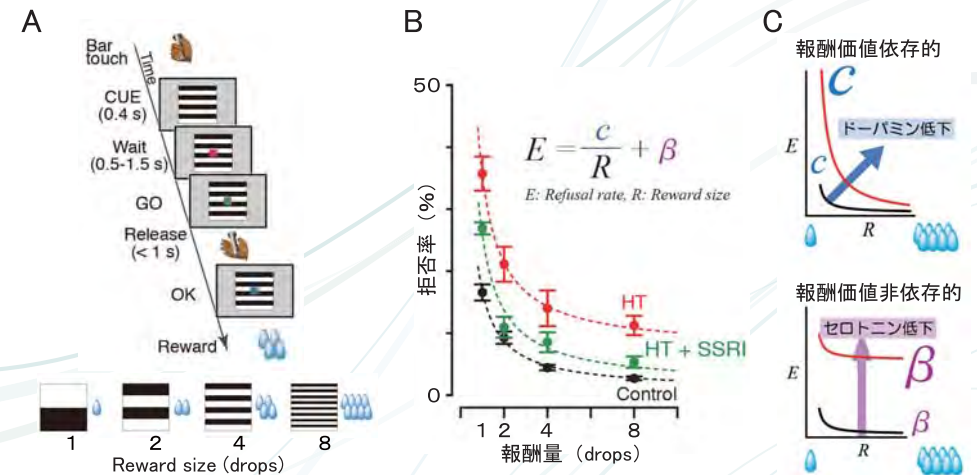 A
Bar
touch
Time
CUE
(0.4 s)
Wait
(0.5-1.5 s)
GO
Release
(< 1 s)
OK
Reward
1 2 4 8
Reward size (drops)
B
50
0
拒否率 (%)
E = c/R + β
E: Refusal rate, R: Reward size
HT
HT + SSRI
Control
1 2 4 8
報酬量 (drops)
C
報酬価値依存的
C
ドーパミン低下
E
c
R
報酬価値非依存的
セロトニン低下
β
E
β
R